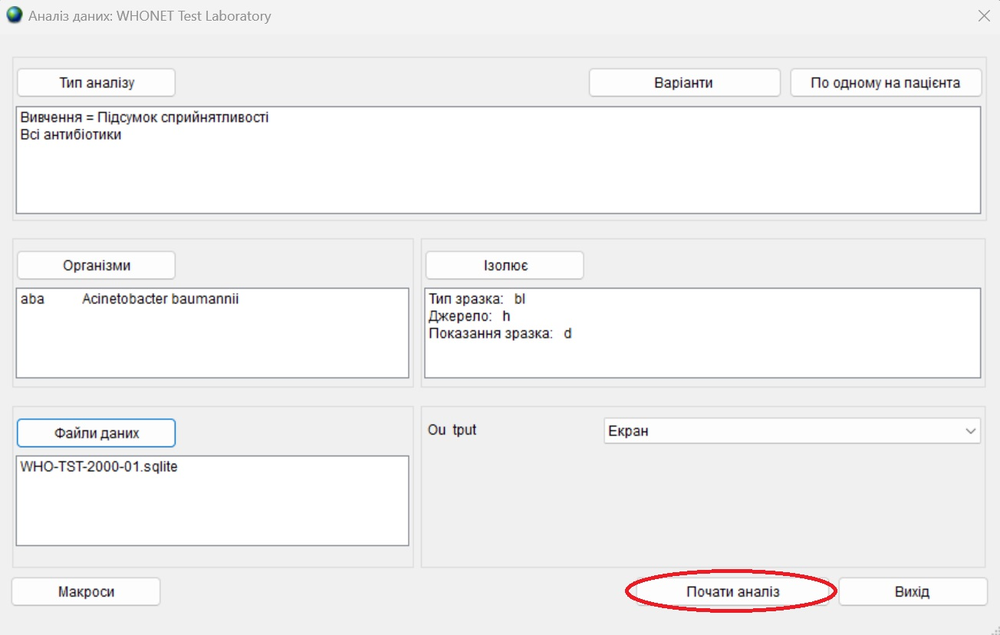 Аналіз даних: WHONET Test Laboratory
Тип аналізу
Варіанти
По одному на пацієнта
Вивчення = Підсумок сприйнятливості
Всі антибіотики
Організми
Ізолює
aba Acinetobacter baumannii
Тип зразка: bl
Джерело: h
Показання зразка: d
Файли даних
Ou tput
Екран
WHO-TST-2000-01.sqlite
Макроси
Почати аналіз
Вихід